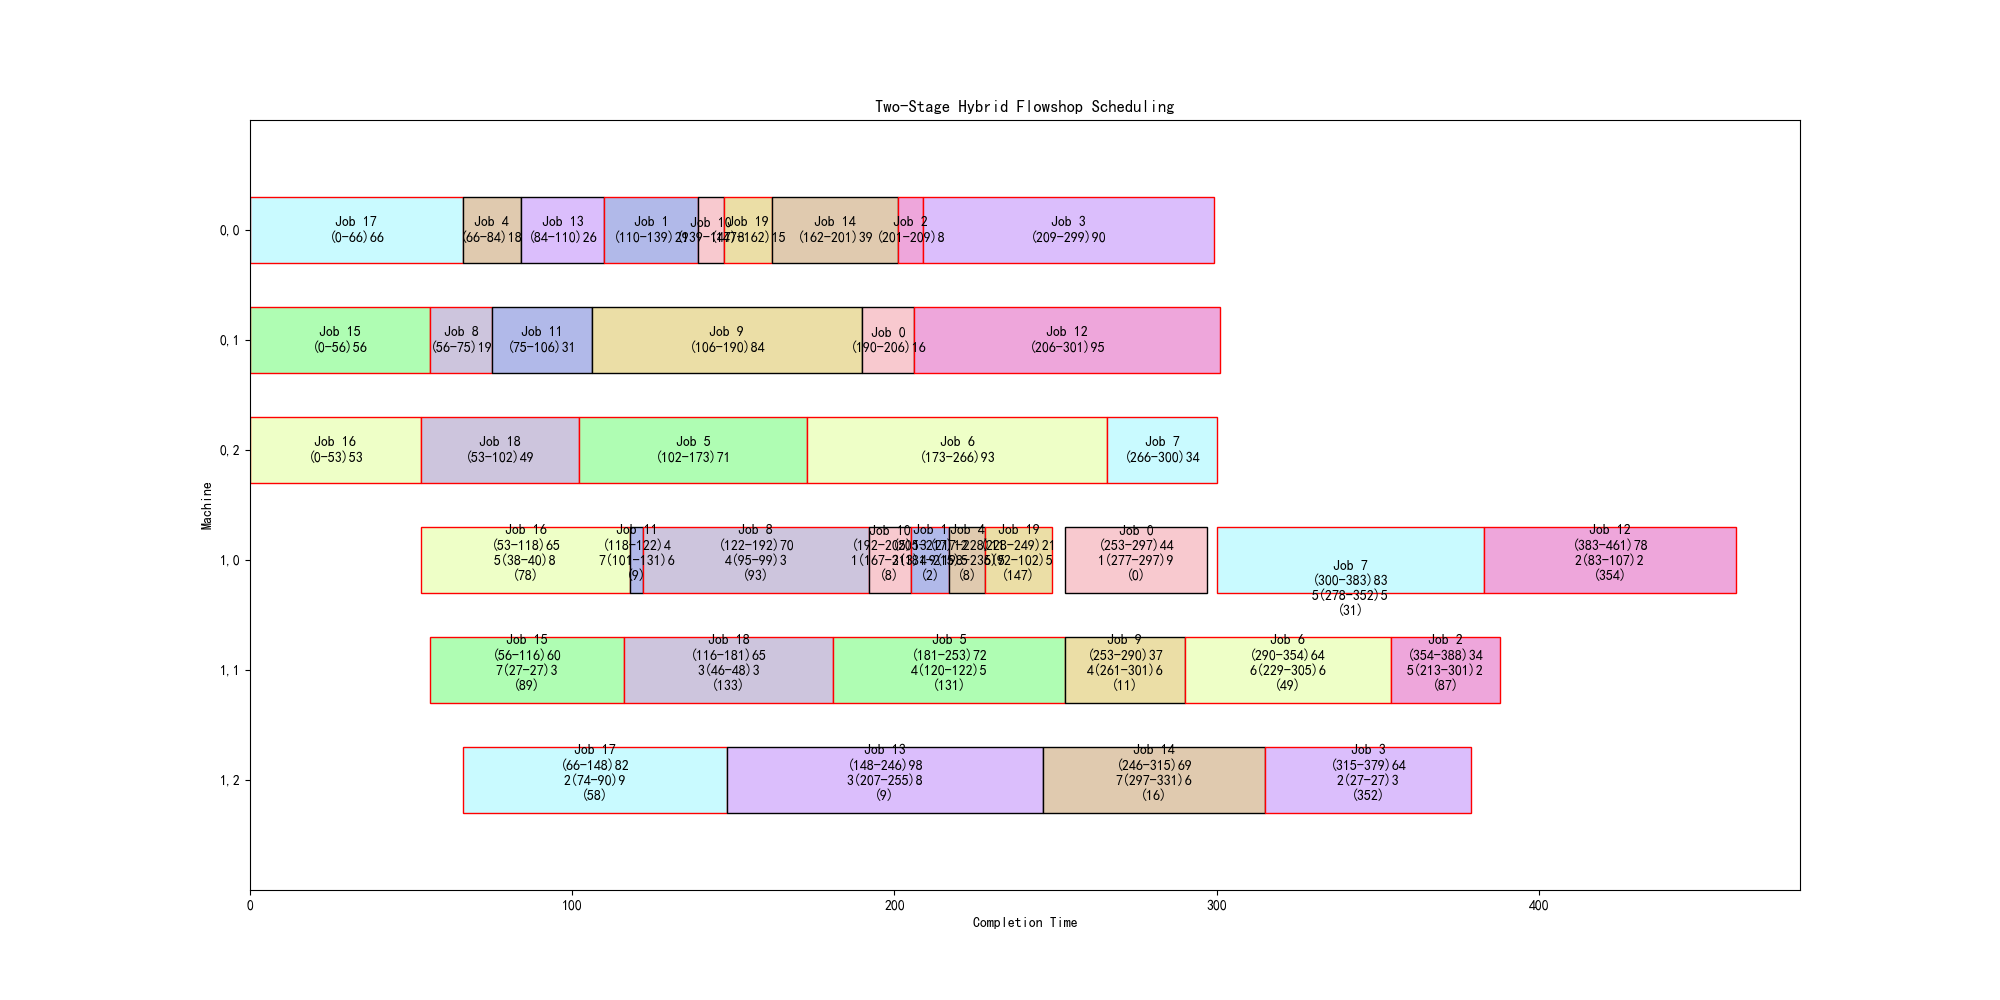 Two-Stage Hybrid Flowshop Scheduling
Machine
0,0
Job 17
(0-66)66
Job 4
(66-84)18
Job 13
(84-110)26
Job 1
(110-139)29
Job 10
Job 19
(147-162)15
Job 14
(162-201)39
Job 2
(201-209)8
Job 3
(209-299)90
0,1
Job 15
(0-56)56
Job 8
(56-75)19
Job 11
(75-106)31
Job 9
(106-190)84
Job 0
(190-206)16
Job 12
(206-301)95
0,2
Job 16
(0-53)53
Job 18
(53-102)49
Job 5
(102-173)71
Job 6
(173-266)93
Job 7
(266-300)34
1,0
Job 16
(53-118)65
5(38-40)8
(78)
Job 11
(118-122)4
7(101-131)6
(9)
Job 8
(122-192)70
4(95-99)3
(93)
Job 10
(8)
Job 1
(2)
Job 4
(8)
Job 19
(228-249)21
(147)
Job 0
(253-297)44
1(277-297)9
(0)
Job 7
(300-383)83
5(278-352)5
(31)
Job 12
(383-461)78
2(83-107)2
(354)
1,1
Job 15
(56-116)60
7(27-27)3
(89)
Job 18
(116-181)65
3(46-48)3
(133)
Job 5
(181-253)72
4(120-122)5
(131)
Job 9
(253-290)37
4(261-301)6
(11)
Job 6
(290-354)64
6(229-305)6
(49)
Job 2
(354-388)34
5(213-301)2
(87)
1,2
Job 17
(66-148)82
2(74-90)9
(58)
Job 13
(148-246)98
3(207-255)8
(9)
Job 14
(246-315)69
7(297-331)6
(16)
Job 3
(315-379)64
2(27-27)3
(352)
0
100
200
300
400
Completion Time